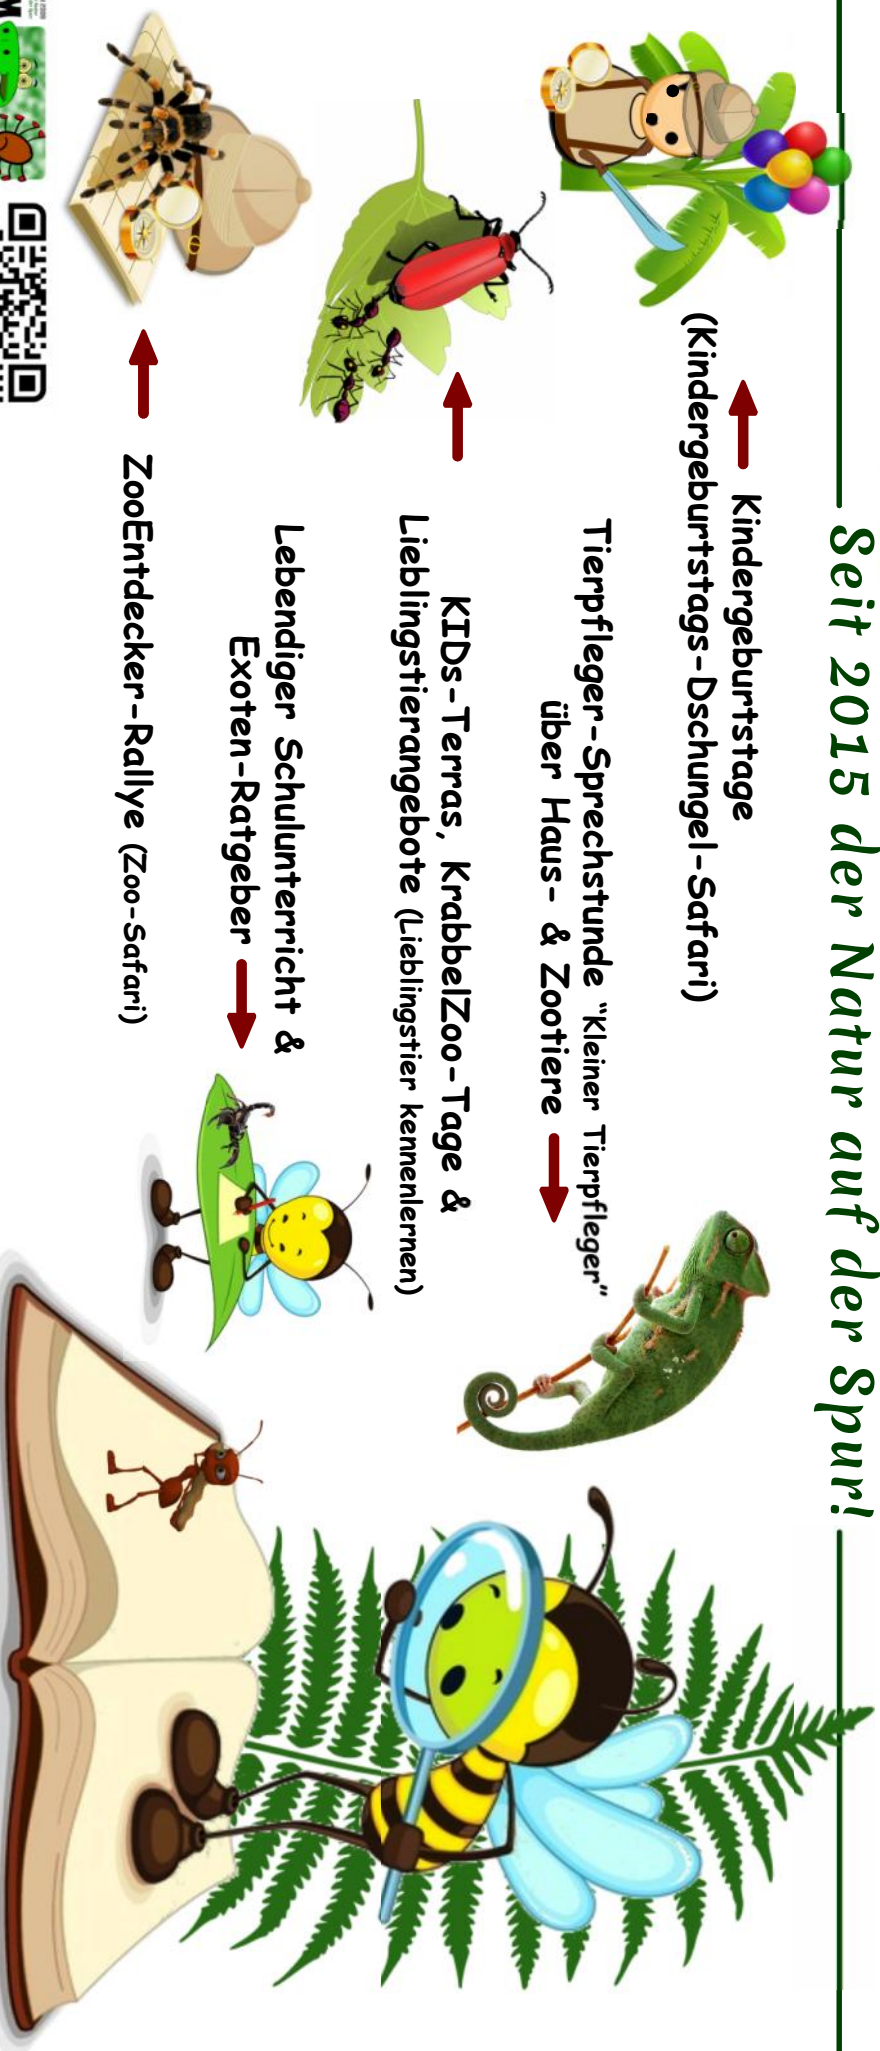 Seit 2015 der Natur auf der Spur!
Kindergeburtstage
(Kindergeburtstags-Dschungel-Safari)
Tierpfleger-Sprechstunde "Kleiner Tierpfleger"
über Haus- & Zootiere
KIDs-Terras, KrabbelZoo-Tage &
Lieblingstierangebote (Lieblingstier kennenlernen)
Lebendiger Schulunterricht &
Exoten-Ratgeber
ZooEntdecker-Rallye (Zoo-Safari)